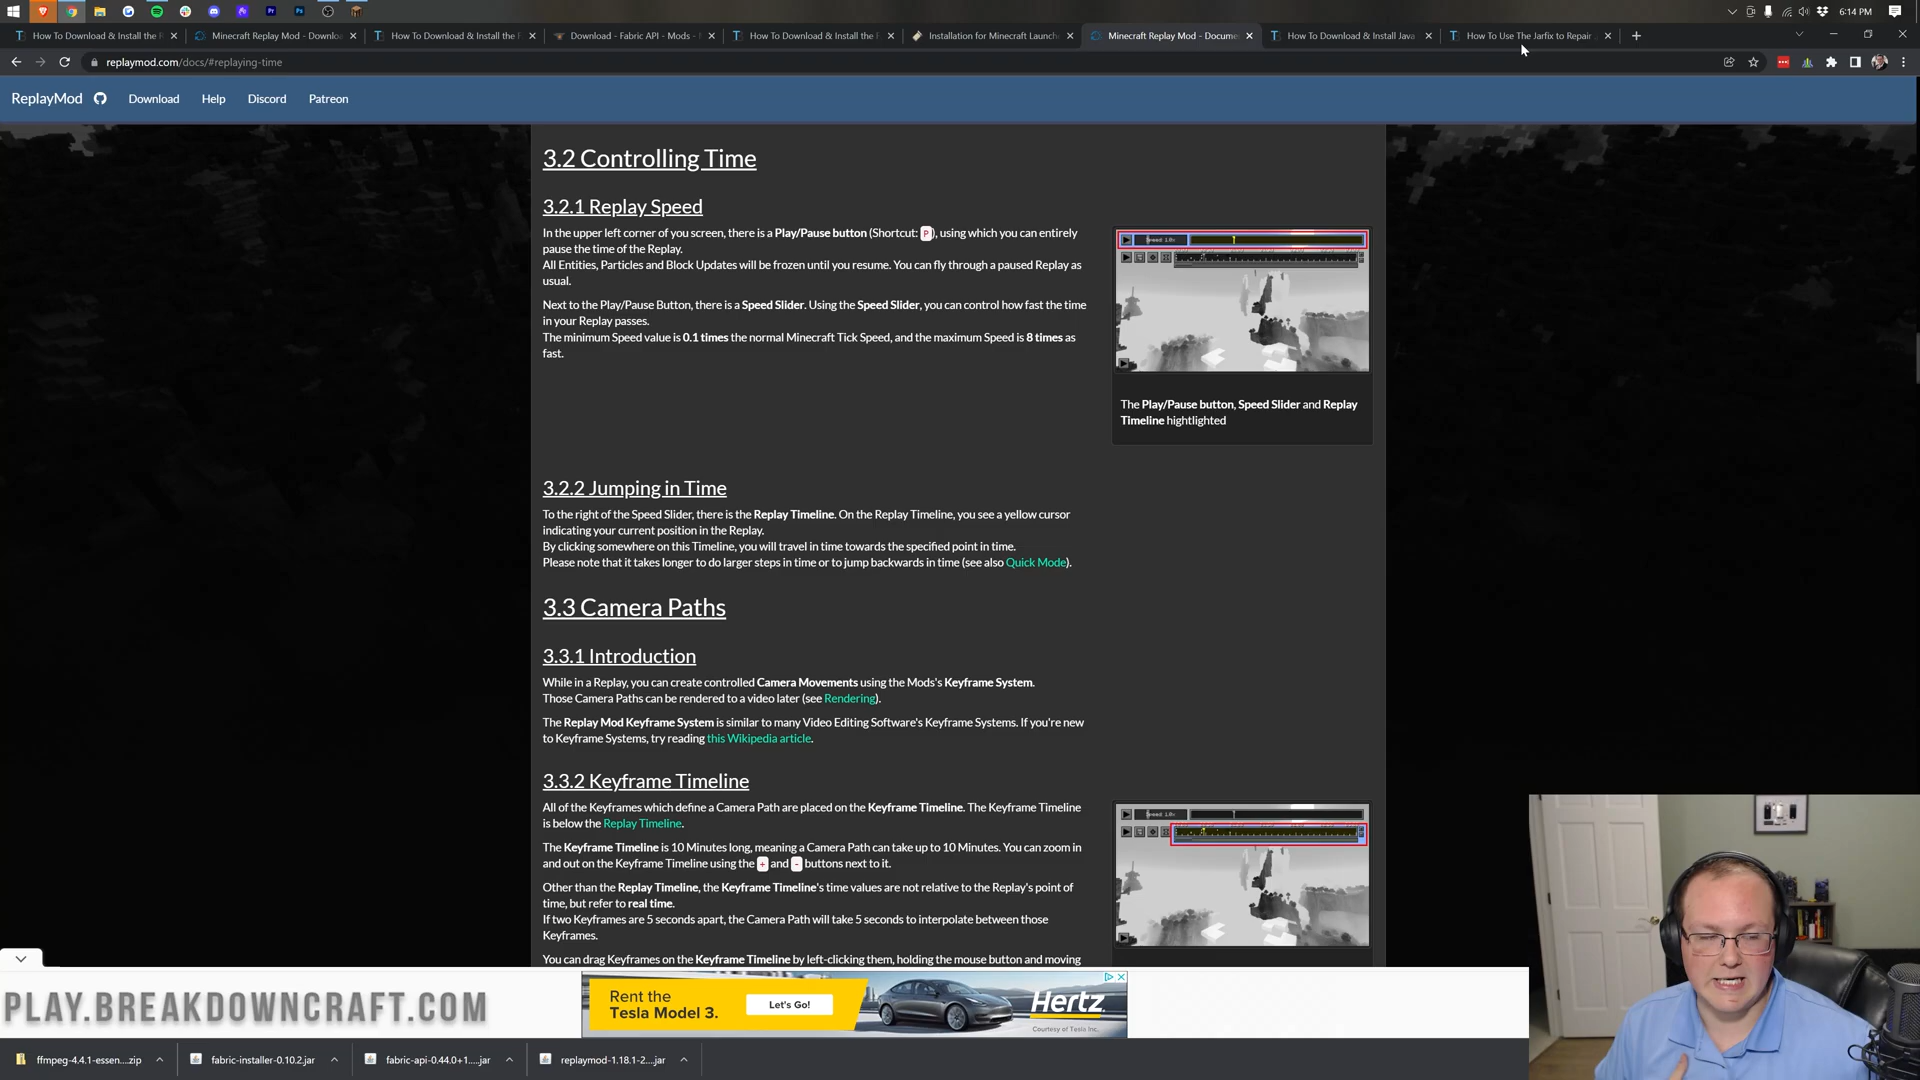 6:14 PM
How To Download & Install the R
Minecraft Replay Mod - Downloa
How To Download & Install the F
Download - Fabric API - Mods - M
How To Download & Install the F
Installation for Minecraft Launche
Minecraft Replay Mod - Docume
How To Download & Install Java
How To Use The Jarfix to Repair
replaymod.com/docs/#replaying-time
ReplayMod
Download
Help
Discord
Patreon
3.2 Controlling Time
3.2.1 Replay Speed
In the upper left corner of you screen, there is a Play/Pause button (Shortcut: P), using which you can entirely
pause the time of the Replay.
All Entities, Particles and Block Updates will be frozen until you resume. You can fly through a paused Replay as
usual.
Next to the Play/Pause Button, there is a Speed Slider. Using the Speed Slider, you can control how fast the time
in your Replay passes.
The minimum Speed value is 0.1 times the normal Minecraft Tick Speed, and the maximum Speed is 8 times as
fast.
Speed 1.0x
The Play/Pause button, Speed Slider and Replay
Timeline hightlighted
3.2.2 Jumping in Time
To the right of the Speed Slider, there is the Replay Timeline. On the Replay Timeline, you see a yellow cursor
indicating your current position in the Replay.
By clicking somewhere on this Timeline, you will travel in time towards the specified point in time.
Please note that it takes longer to do larger steps in time or to jump backwards in time (see also Quick Mode).
3.3 Camera Paths
3.3.1 Introduction
While in a Replay, you can create controlled Camera Movements using the Mods's Keyframe System.
Those Camera Paths can be rendered to a video later (see Rendering).
The Replay Mod Keyframe System is similar to many Video Editing Software's Keyframe Systems. If you're new
to Keyframe Systems, try reading this Wikipedia article.
3.3.2 Keyframe Timeline
All of the Keyframes which define a Camera Path are placed on the Keyframe Timeline. The Keyframe Timeline
is below the Replay Timeline.
The Keyframe Timeline is 10 Minutes long, meaning a Camera Path can take up to 10 Minutes. You can zoom in
and out on the Keyframe Timeline using the + and - buttons next to it.
Other than the Replay Timeline, the Keyframe Timeline's time values are not relative to the Replay's point of
time, but refer to real time.
If two Keyframes are 5 seconds apart, the Camera Path will take 5 seconds to interpolate between those
Keyframes.
You can drag Keyframes on the Keyframe Timeline by left-clicking them, holding the mouse button and moving
Speed 1.0x
PLAY.BREAKDOWNCRAFT.COM
Rent the
Tesla Model 3.
Let's Go!
Hertz
Courtesy of Tesla Inc.
ffmpeg-4.4.1-essen....zip
fabric-installer-0.10.2.jar
fabric-api-0.44.0+1....jar
replaymod-1.18.1-2....jar